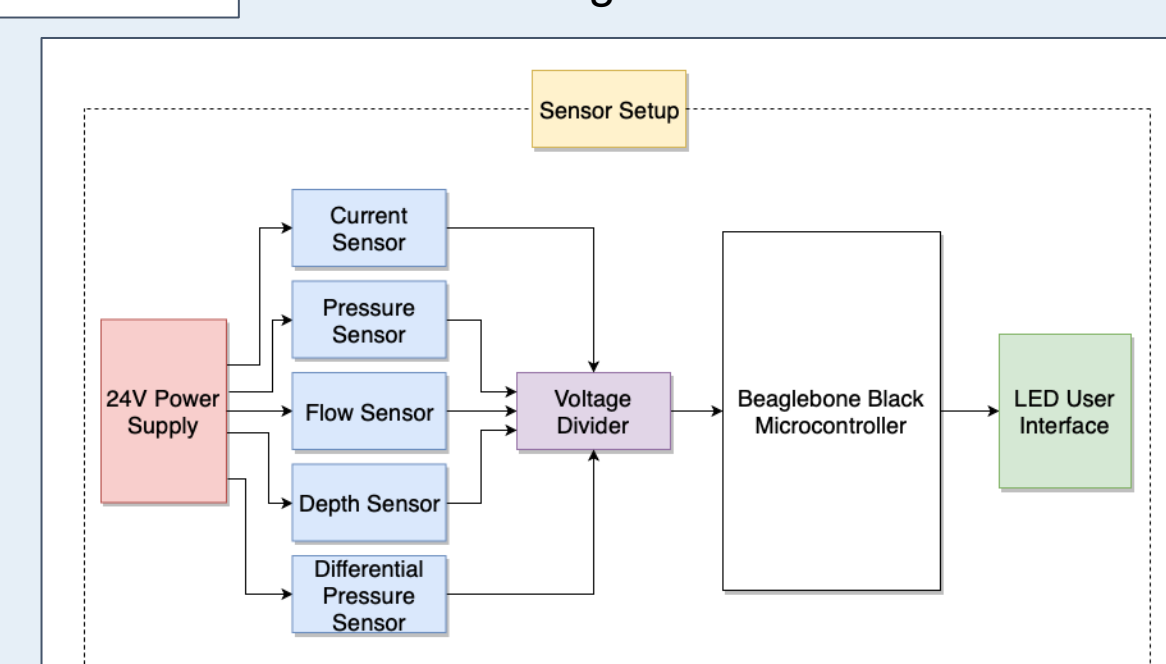 Sensor Setup
Current
Sensor
Pressure
Sensor
24V Power
Supply
Flow Sensor
Depth Sensor
Differential
Pressure
Sensor
Voltage
Divider
Beaglebone Black
Microcontroller
LED User
Interface